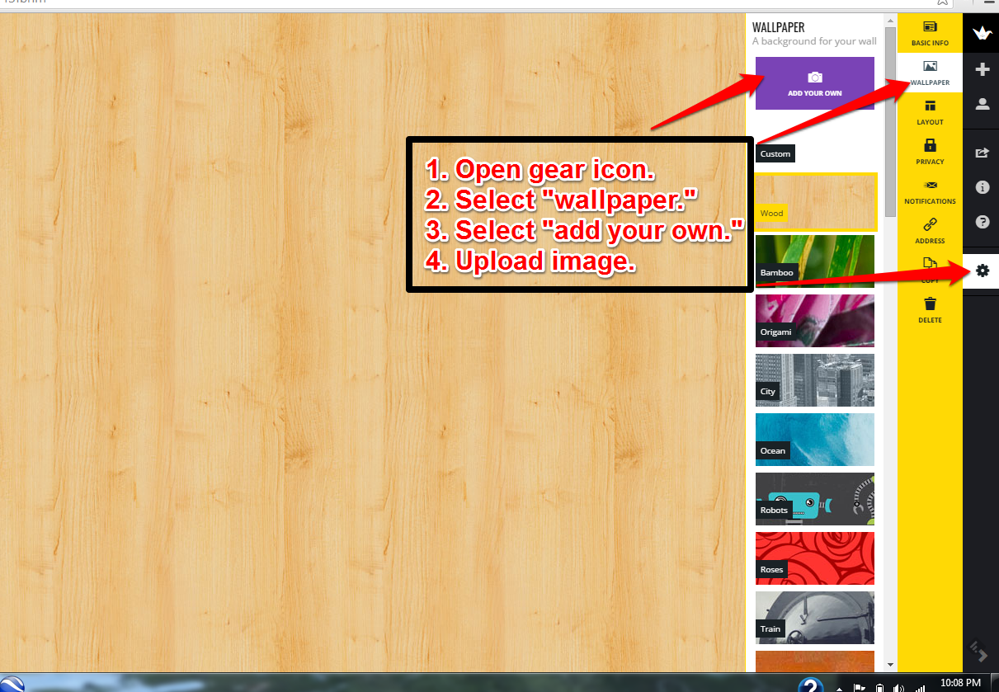 WALLPAPER
A background for your wall
ADD YOUR OWN
Custom
Wood
Bamboo
Origami
City
Ocean
Robots
Roses
Train
BASIC INFO
WALLPAPER
LAYOUT
PRIVACY
NOTIFICATIONS
ADDRESS
COPY
DELETE
1. Open gear icon.
2. Select "wallpaper."
3. Select "add your own."
4. Upload image.
10:08 PM